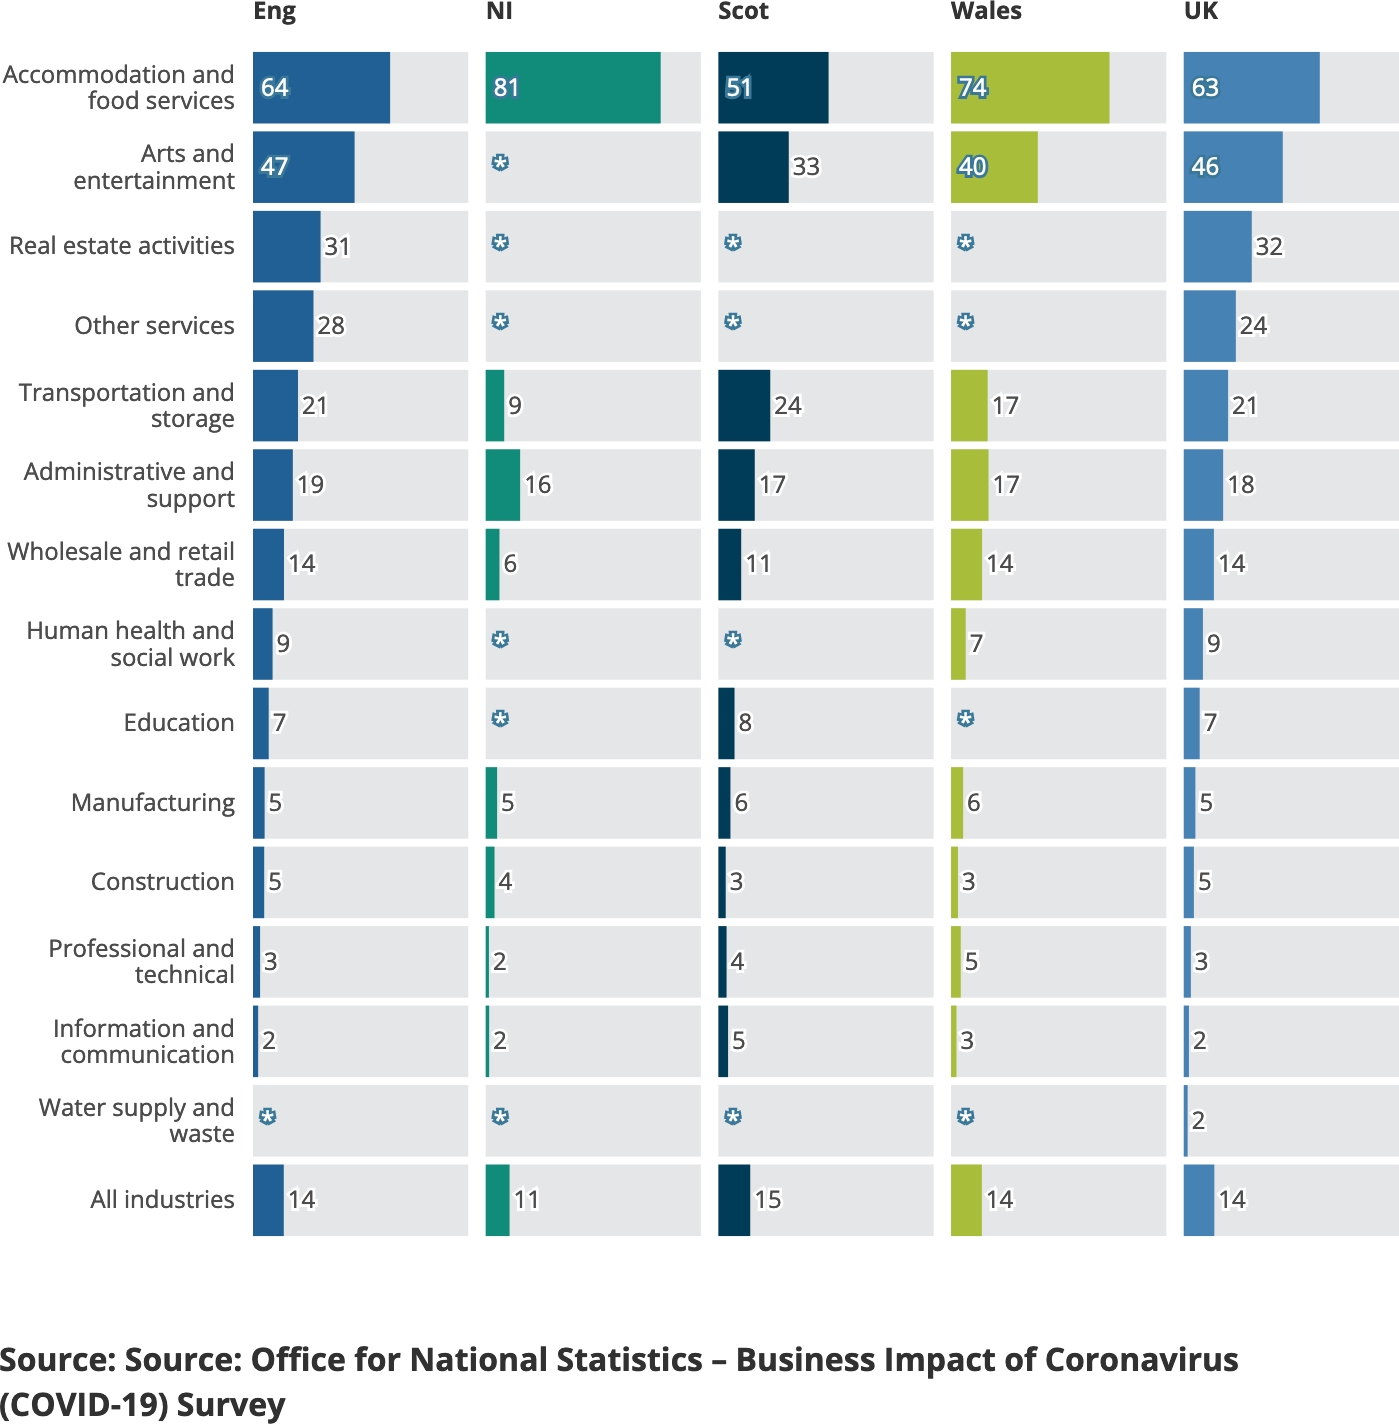 Eng NI Scot Wales UK
Accommodation and
food services
64 81 51 74 63
Arts and
entertainment
47 * 33 40 46
Real estate activities 31 * * * 32
Other services 28 * * * 24
Transportation and
storage
21 9 24 17 21
Administrative and
support
19 16 17 17 18
Wholesale and retail
trade
14 6 11 14 14
Human health and
social work
9 * * 7 9
Education 7 * 8 * 7
Manufacturing 5 5 6 6 5
Construction 5 4 3 3 5
Professional and
technical
3 2 4 5 3
Information and
communication
2 2 5 3 2
Water supply and
waste
* * * * 2
All industries 14 11 15 14 14
Source: Source: Office for National Statistics – Business Impact of Coronavirus
(COVID-19) Survey